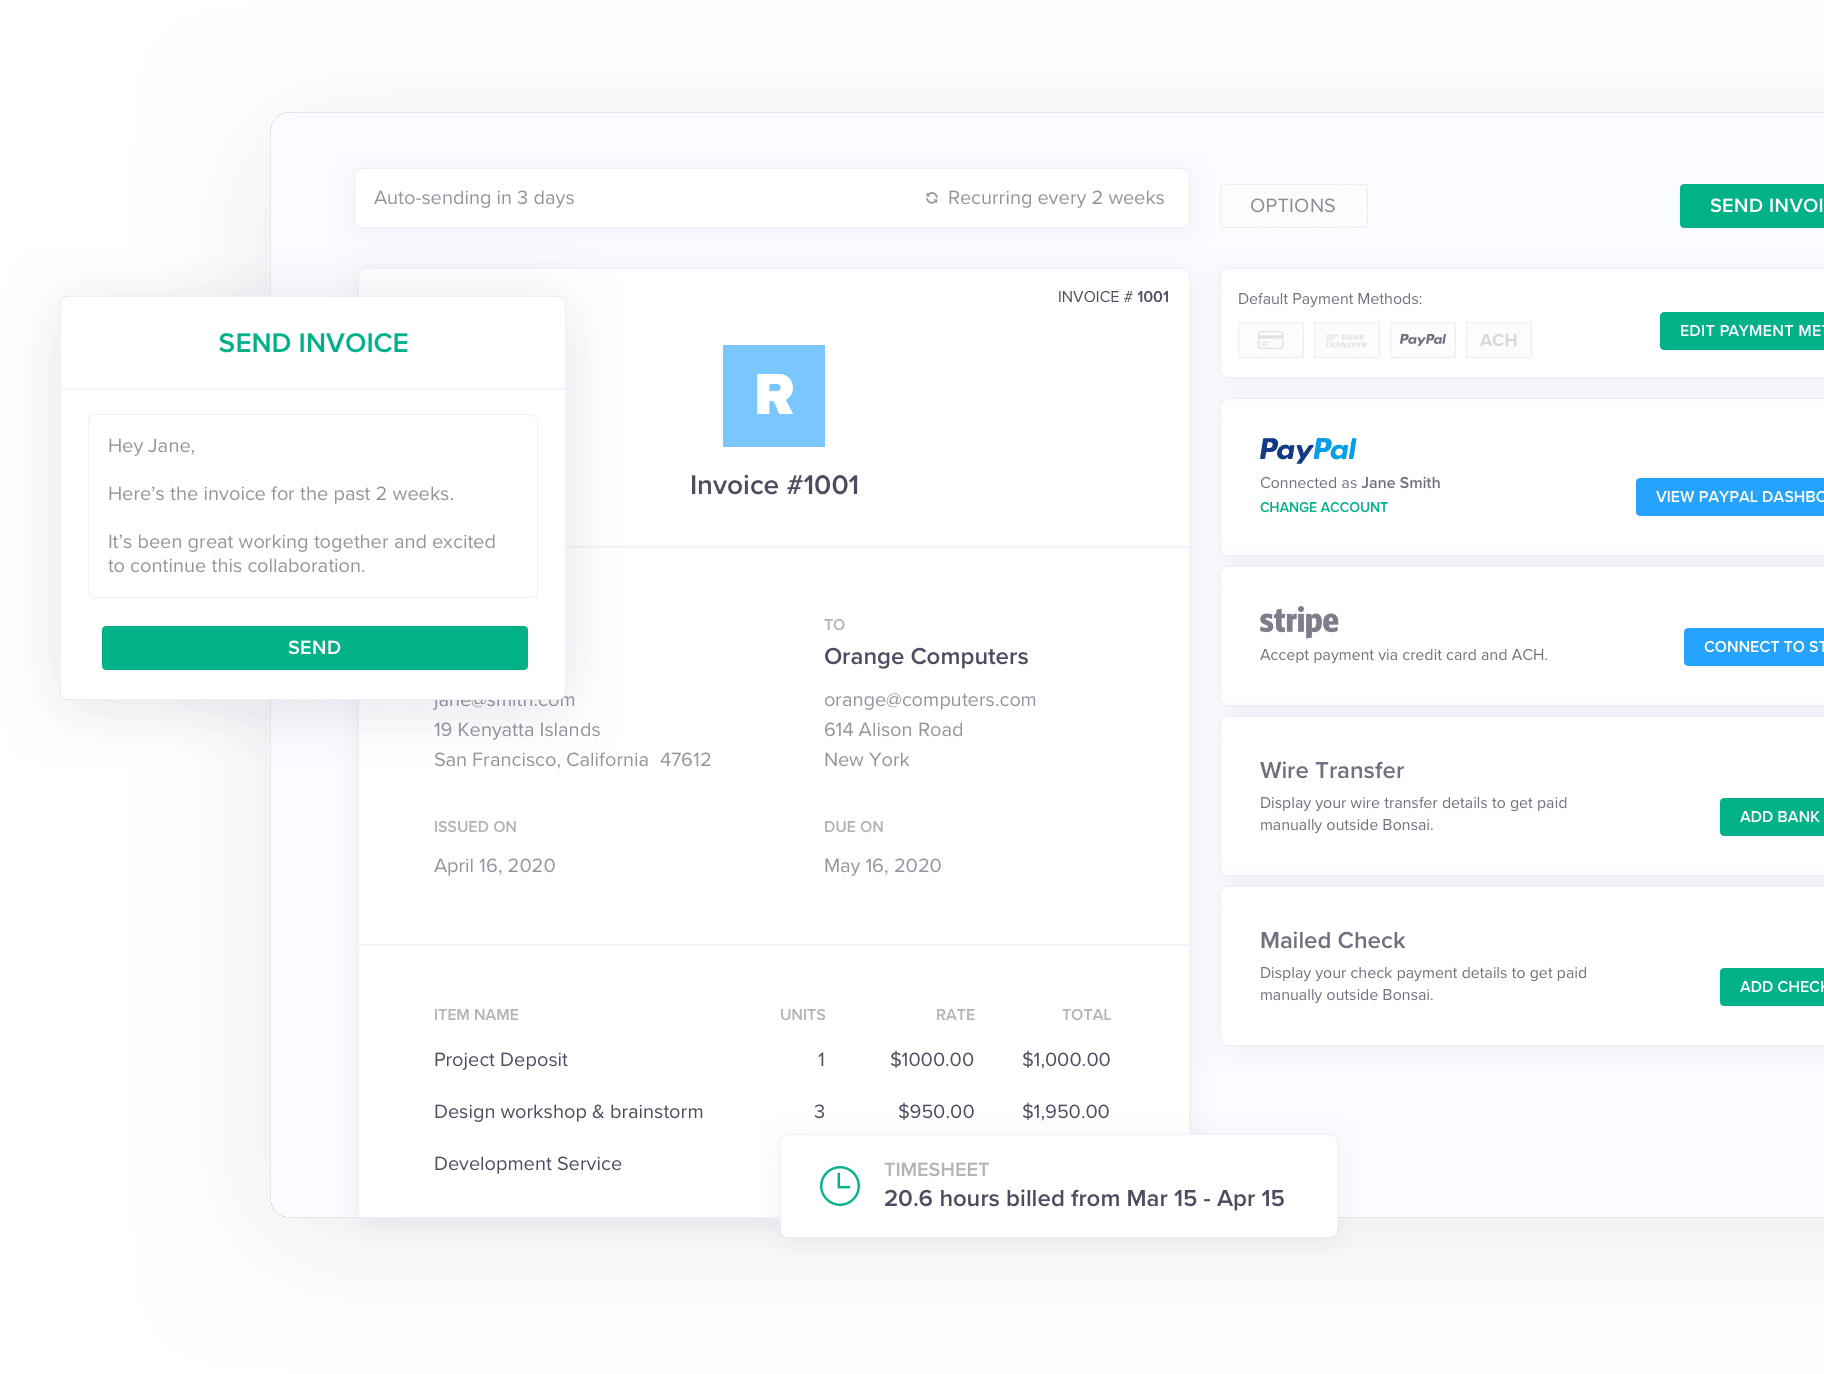 Auto-sending in 3 days
Recurring every 2 weeks
OPTIONS
SEND INVOI
SEND INVOICE
Hey Jane,
Here's the invoice for the past 2 weeks.
It's been great working together and excited
to continue this collaboration.
SEND
INVOICE # 1001
R
Invoice #1001
TO
Orange Computers
jane@smith.com
orange@computers.com
19 Kenyatta Islands
614 Alison Road
San Francisco, California 47612
New York
ISSUED ON
DUE ON
April 16, 2020
May 16, 2020
ITEM NAME UNITS RATE TOTAL
Project Deposit 1 $1000.00 $1,000.00
Design workshop & brainstorm 3 $950.00 $1,950.00
Development Service
TIMESHEET
20.6 hours billed from Mar 15 - Apr 15
Default Payment Methods:
BANK
TRANSFER
PayPal
ACH
EDIT PAYMENT MET
PayPal
Connected as Jane Smith
CHANGE ACCOUNT
VIEW PAYPAL DASHBO
stripe
Accept payment via credit card and ACH.
CONNECT TO ST
Wire Transfer
Display your wire transfer details to get paid
manually outside Bonsai.
ADD BANK
Mailed Check
Display your check payment details to get paid
manually outside Bonsai.
ADD CHECK